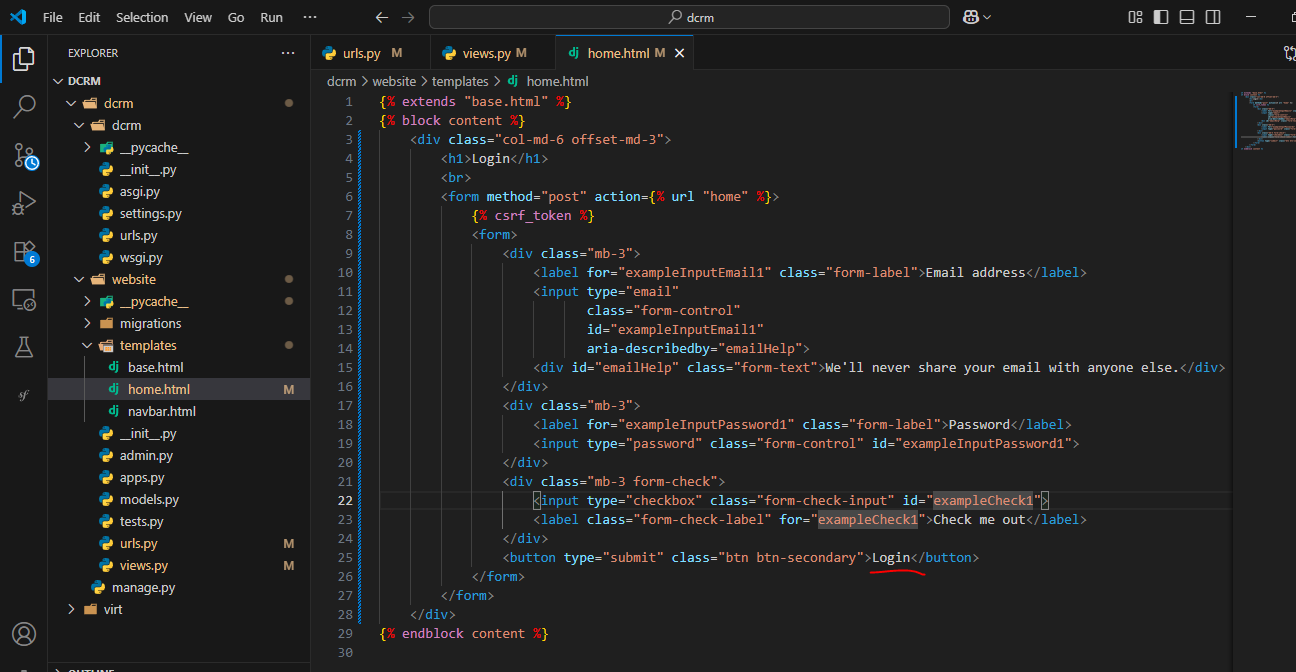 File Edit Selection View Go Run ···
dcrm
EXPLORER
DCRM
dcrm
dcrm
__pycache__
__init__.py
asgi.py
settings.py
urls.py
wsgi.py
website
__pycache__
migrations
templates
base.html
home.html M
navbar.html
__init__.py
admin.py
apps.py
models.py
tests.py
urls.py M
views.py M
manage.py
virt
OUTLINE
6
urls.py M
views.py M
dj home.html M
dcrm > website > templates > dj home.html
1 {% extends "base.html" %}
2 {% block content %}
3 <div class="col-md-6 offset-md-3">
4 <h1>Login</h1>
5 <br>
6 <form method="post" action={% url "home" %}>
7 {% csrf_token %}
8 <form>
9 <div class="mb-3">
10 <label for="exampleInputEmail1" class="form-label">Email address</label>
11 <input type="email"
12 class="form-control"
13 id="exampleInputEmail1"
14 aria-describedby="emailHelp">
15 <div id="emailHelp" class="form-text">We'll never share your email with anyone else.</div>
16 </div>
17 <div class="mb-3">
18 <label for="exampleInputPassword1" class="form-label">Password</label>
19 <input type="password" class="form-control" id="exampleInputPassword1">
20 </div>
21 <div class="mb-3 form-check">
22 <input type="checkbox" class="form-check-input" id="exampleCheck1">
23 <label class="form-check-label" for="exampleCheck1">Check me out</label>
24 </div>
25 <button type="submit" class="btn btn-secondary">Login</button>
26 </form>
27 </form>
28 </div>
29 {% endblock content %}
30